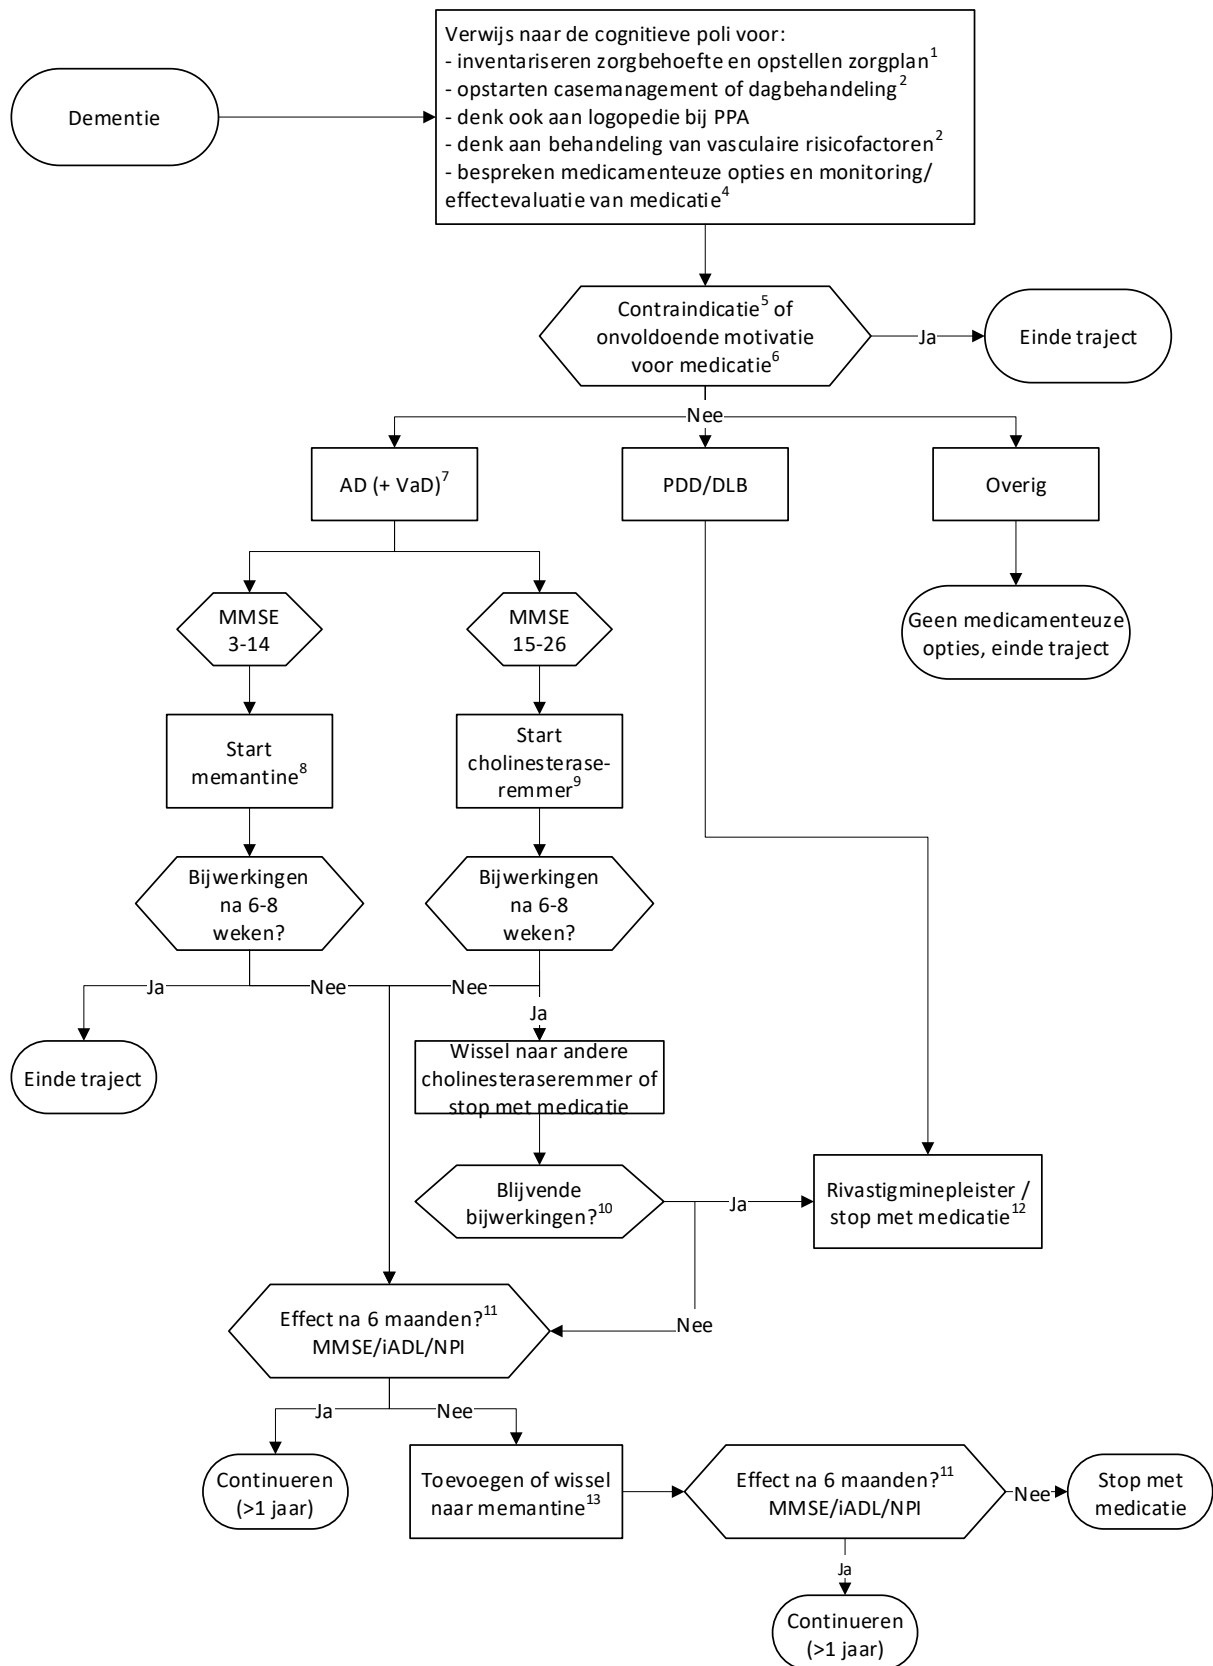 Dementie
Verwijs naar de cognitieve poli voor:
- inventariseren zorgbehoefte en opstellen zorgplan1
- opstarten casemanagement of dagbehandeling2
- denk ook aan logopedie bij PPA
- denk aan behandeling van vasculaire risicofactoren2
- bespreken medicamenteuze opties en monitoring/
effectevaluatie van medicatie4
Contraindicatie5 of
onvoldoende motivatie
voor medicatie6
Ja
Einde traject
Nee
AD (+ VaD)7
PDD/DLB
Overig
MMSE
3-14
MMSE
15-26
Geen medicamenteuze
opties, einde traject
Start
memantine8
Start
cholinesterase-
remmer9
Bijwerkingen
na 6-8
weken?
Bijwerkingen
na 6-8
weken?
Ja
Nee
Nee
Ja
Einde traject
Wissel naar andere
cholinesteraseremmer of
stop met medicatie
Blijvende
bijwerkingen?10
Ja
Rivastigminepleister /
stop met medicatie12
Nee
Effect na 6 maanden?11
MMSE/iADL/NPI
Ja
Nee
Continueren
(>1 jaar)
Toevoegen of wissel
naar memantine13
Effect na 6 maanden?11
MMSE/iADL/NPI
Nee
Stop met
medicatie
Ja
Continueren
(>1 jaar)